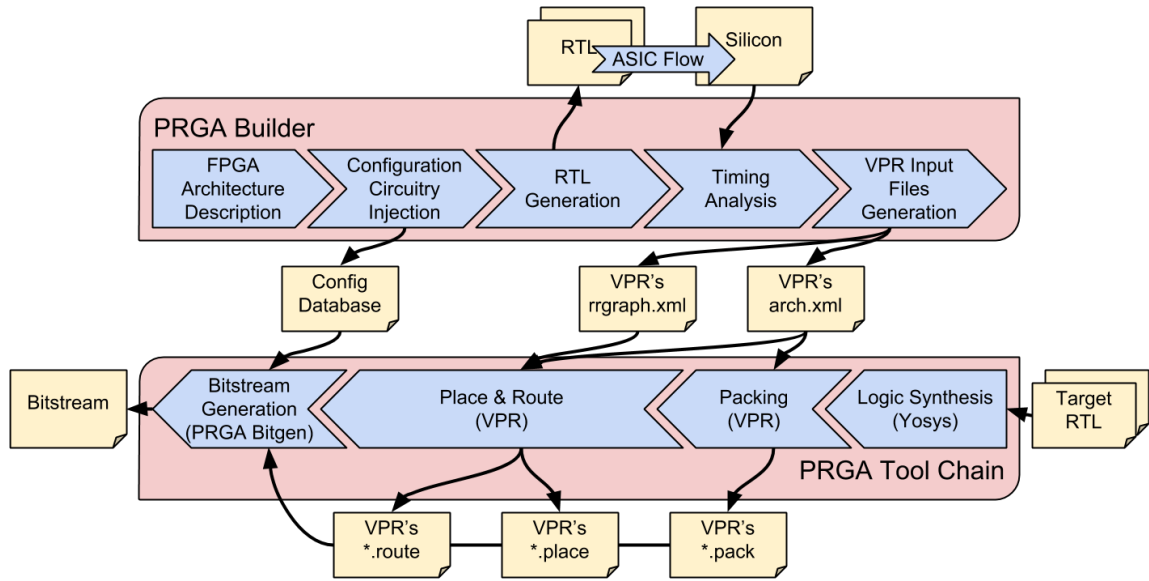 RTL
ASIC Flow
Silicon
PRGA Builder
FPGA
Architecture
Description
Configuration
Circuitry
Injection
RTL
Generation
Timing
Analysis
VPR Input
Files
Generation
Config
Database
VPR's
rrgraph.xml
VPR's
arch.xml
Bitstream
Bitstream
Generation
(PRGA Bitgen)
Place & Route
(VPR)
Packing
(VPR)
Logic Synthesis
(Yosys)
Target
RTL
PRGA Tool Chain
VPR's
*.route
VPR's
*.place
VPR's
*.pack